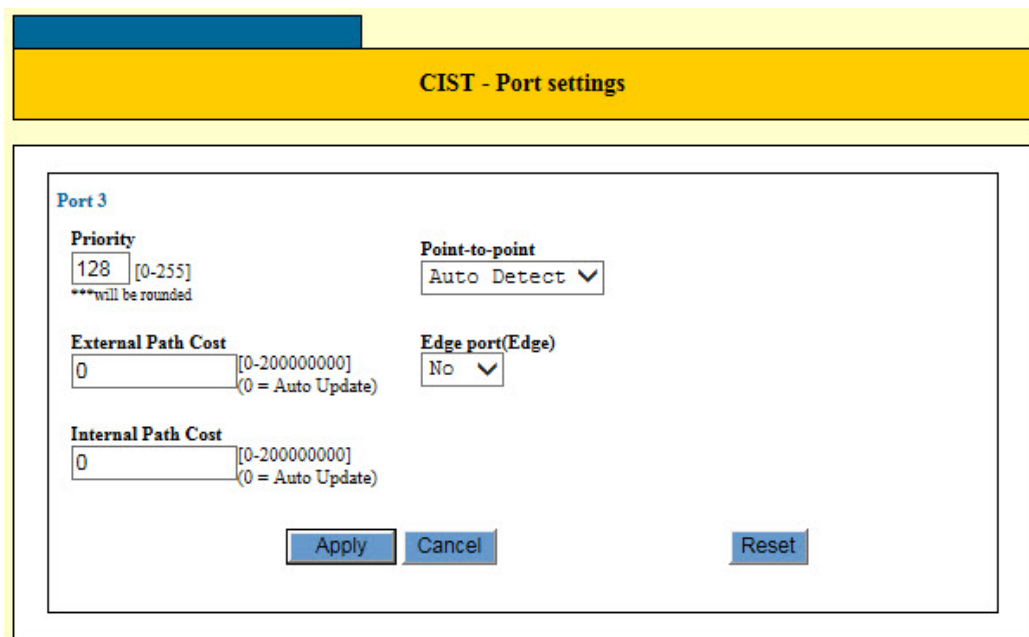 CIST - Port settings
Port 3
Priority
128 [0-255]
***will be rounded
Point-to-point
Auto Detect
External Path Cost
0 [0-200000000]
(0 = Auto Update)
Edge port(Edge)
No
Internal Path Cost
0 [0-200000000]
(0 = Auto Update)
Apply Cancel Reset